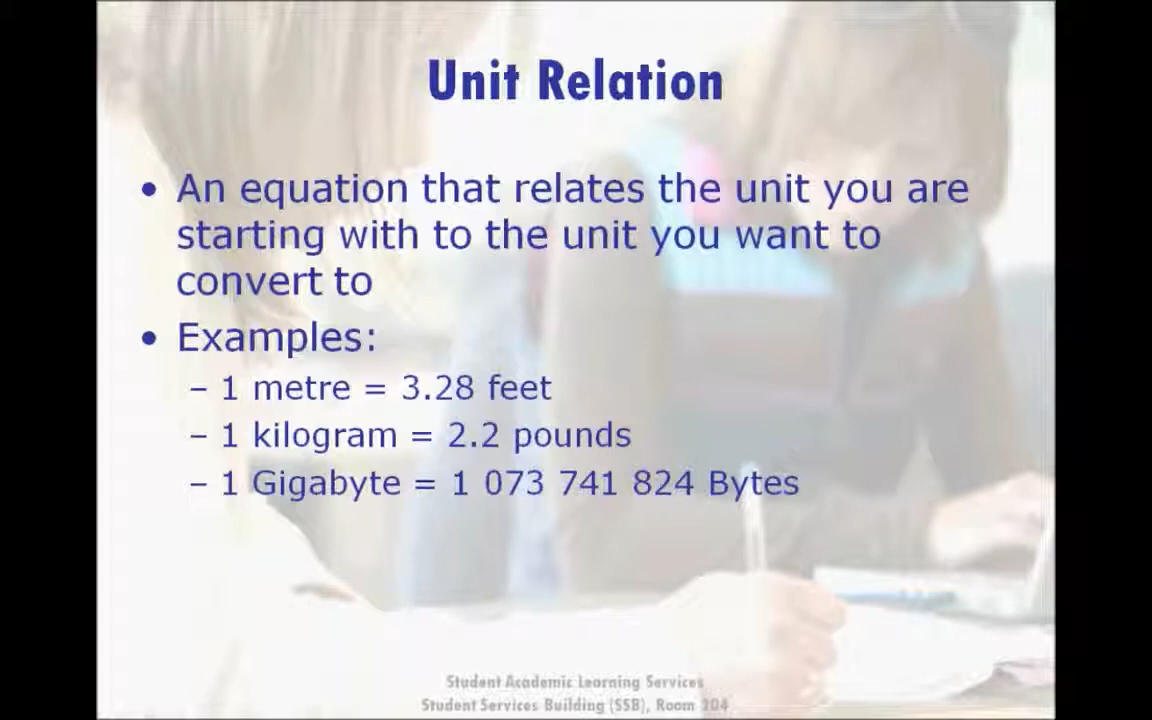 Unit Relation
• An equation that relates the unit you are
starting with to the unit you want to
convert to
• Examples:
– 1 metre = 3.28 feet
– 1 kilogram = 2.2 pounds
– 1 Gigabyte = 1 073 741 824 Bytes
Student Academic Learning Services
Student Services Building (SSB), Room 204